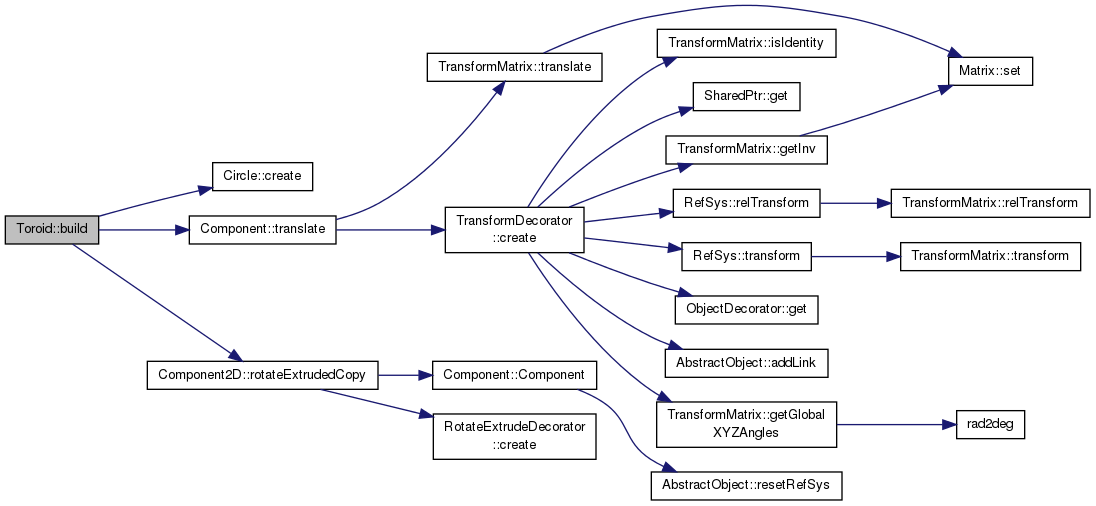 Toroid::build
Circle::create
Component::translate
Component2D::rotateExtrudedCopy
TransformMatrix::translate
TransformDecorator
::create
Component::Component
RotateExtrudeDecorator
::create
TransformMatrix::isIdentity
SharedPtr::get
TransformMatrix::getInv
RefSys::relTransform
RefSys::transform
ObjectDecorator::get
AbstractObject::addLink
TransformMatrix::getGlobal
XYZAngles
AbstractObject::resetRefSys
Matrix::set
TransformMatrix::relTransform
TransformMatrix::transform
rad2deg